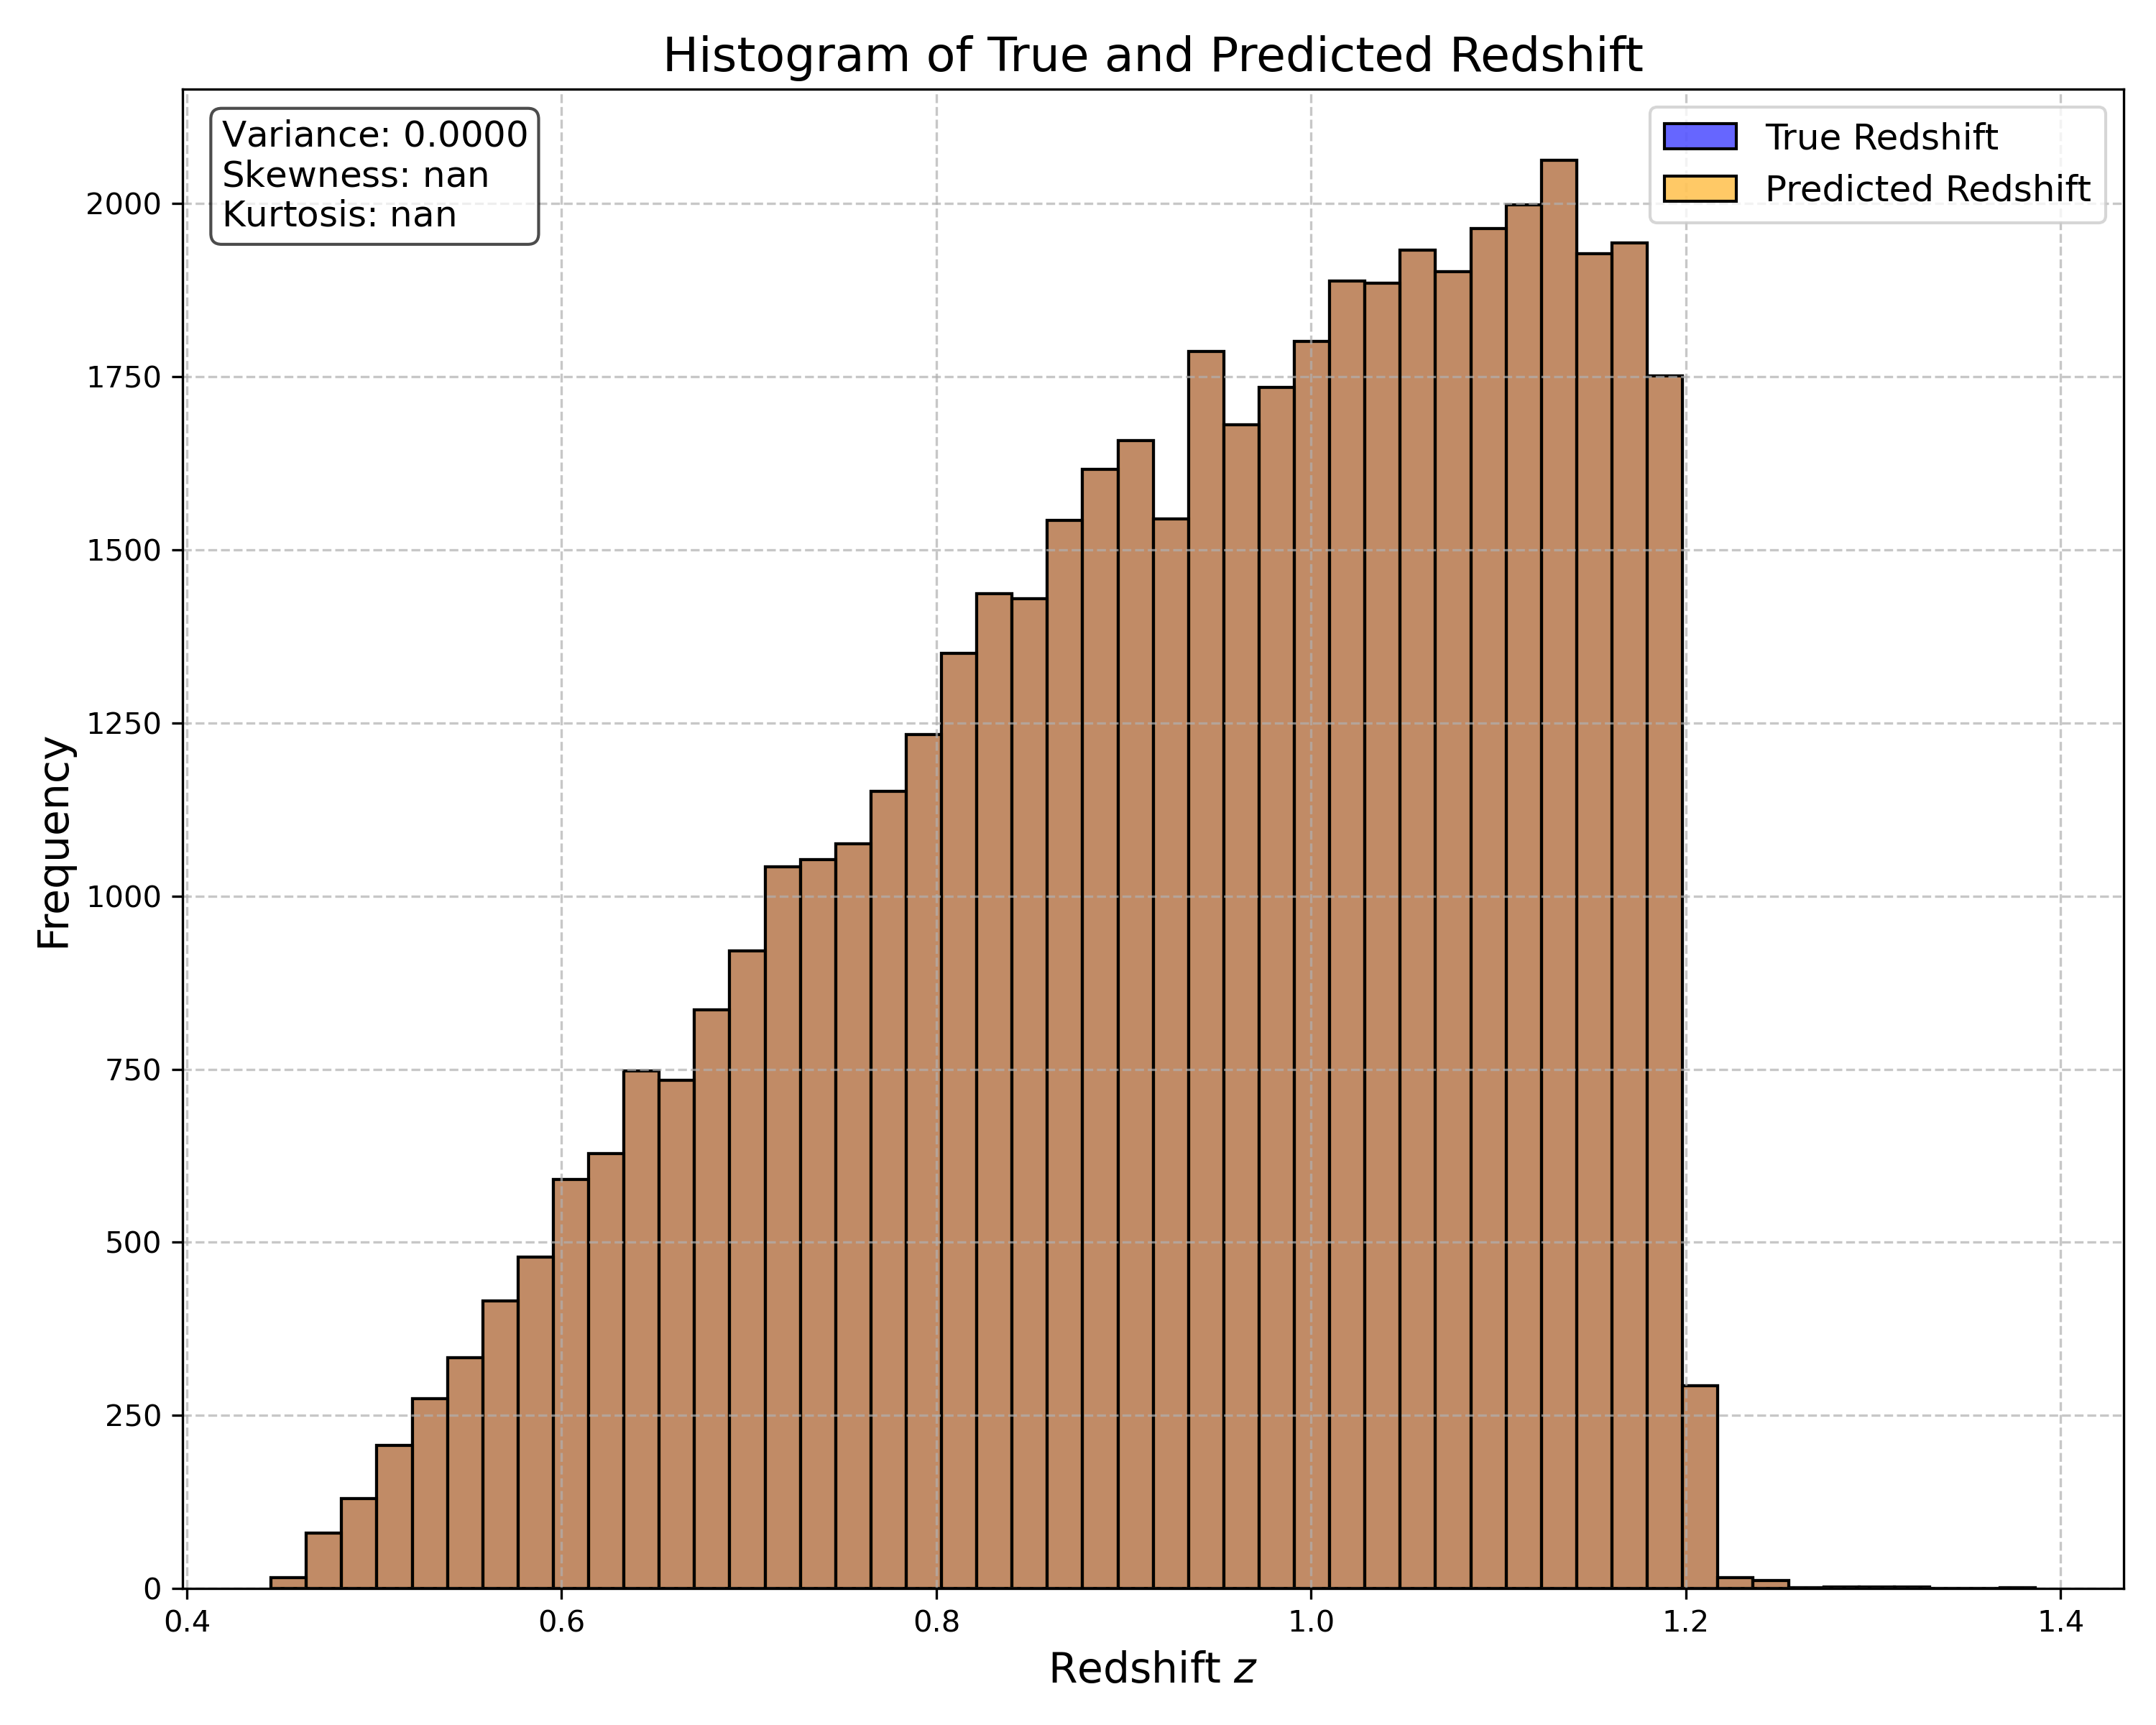 Histogram of True and Predicted Redshift
Variance: 0.0000
Skewness: nan
Kurtosis: nan
True Redshift
Predicted Redshift
Frequency
2000
1750
1500
1250
1000
750
500
250
0
0.4
0.6
0.8
1.0
1.2
1.4
Redshift z